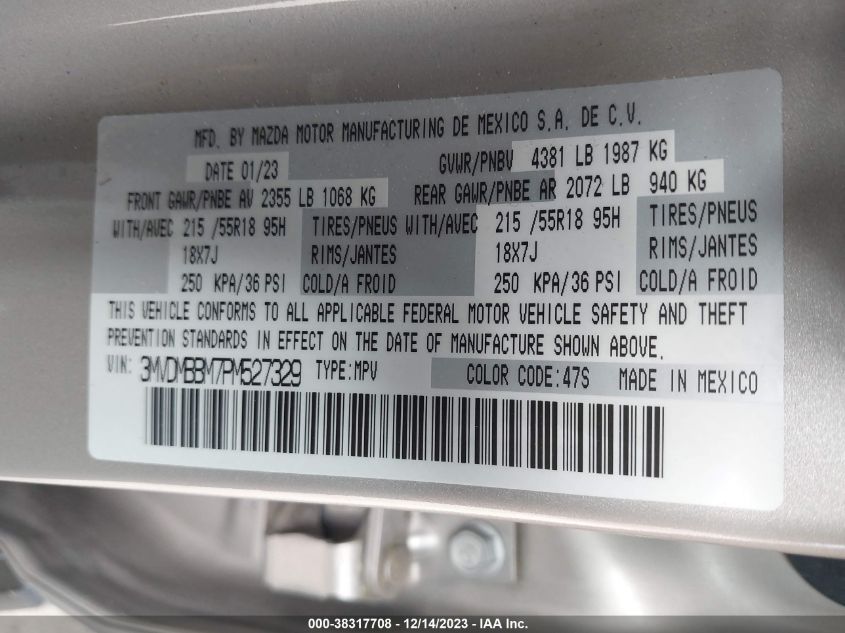 MFD. BY MAZDA MOTOR MANUFACTURING DE MEXICO S.A. DE C.V.
DATE 01/23 GVWR/PNBV 4381 LB 1987 KG
FRONT GAWR/PNBE AV 2355 LB 1068 KG REAR GAWR/PNBE AR 2072 LB 940 KG
WITH/AVEC 215 /55R18 95H TIRES/PNEUS WITH/AVEC 215 /55R18 95H TIRES/PNEUS
18X7J RIMS/JANTES 18X7J RIMS/JANTES
250 KPA/36 PSI COLD/A FROID 250 KPA/36 PSI COLD/A FROID
THIS VEHICLE CONFORMS TO ALL APPLICABLE FEDERAL MOTOR VEHICLE SAFETY AND THEFT
PREVENTION STANDARDS IN EFFECT ON THE DATE OF MANUFACTURE SHOWN ABOVE.
VIN: 3MVDMBBM7PM527329 TYPE:MPV COLOR CODE:47S MADE IN MEXICO
000-38317708 - 12/14/2023 - IAA Inc.